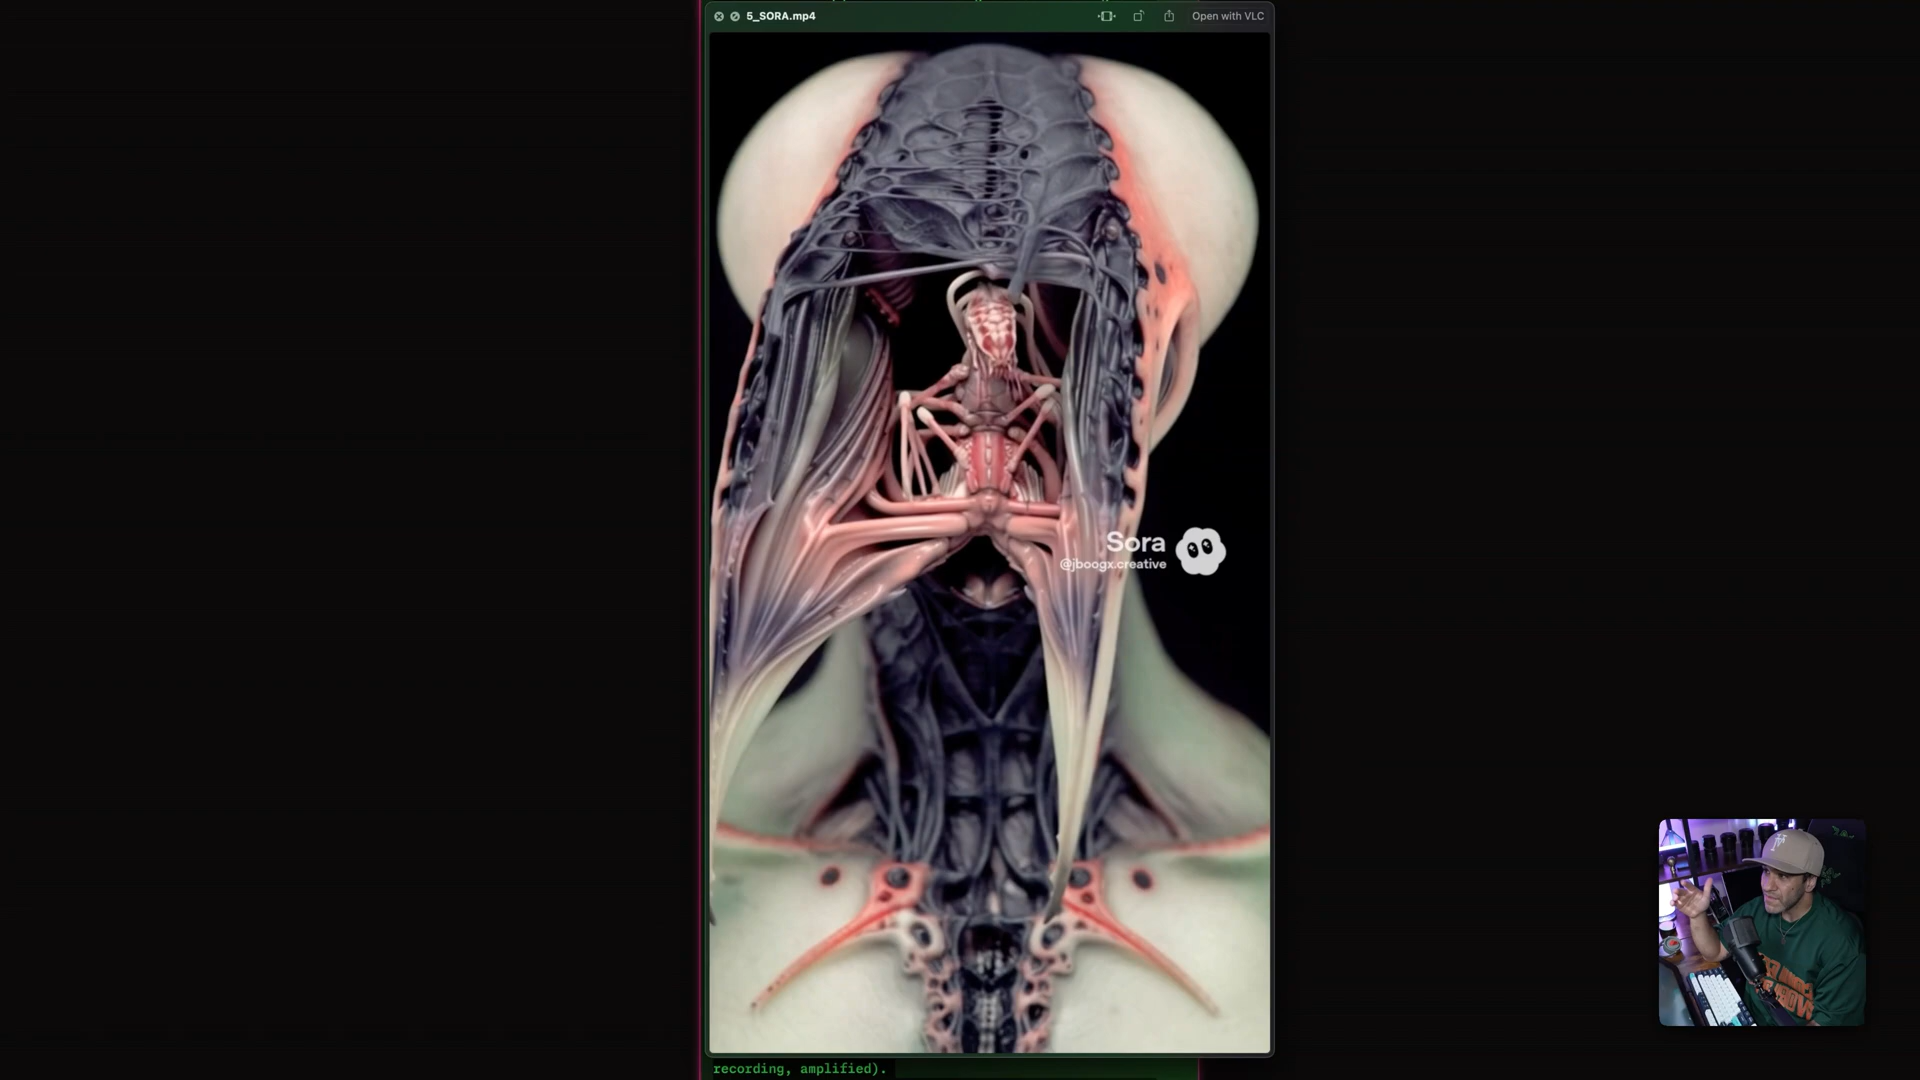 5_SORA.mp4
Open with VLC
Sora
@jboogx.creative
recording, amplified).